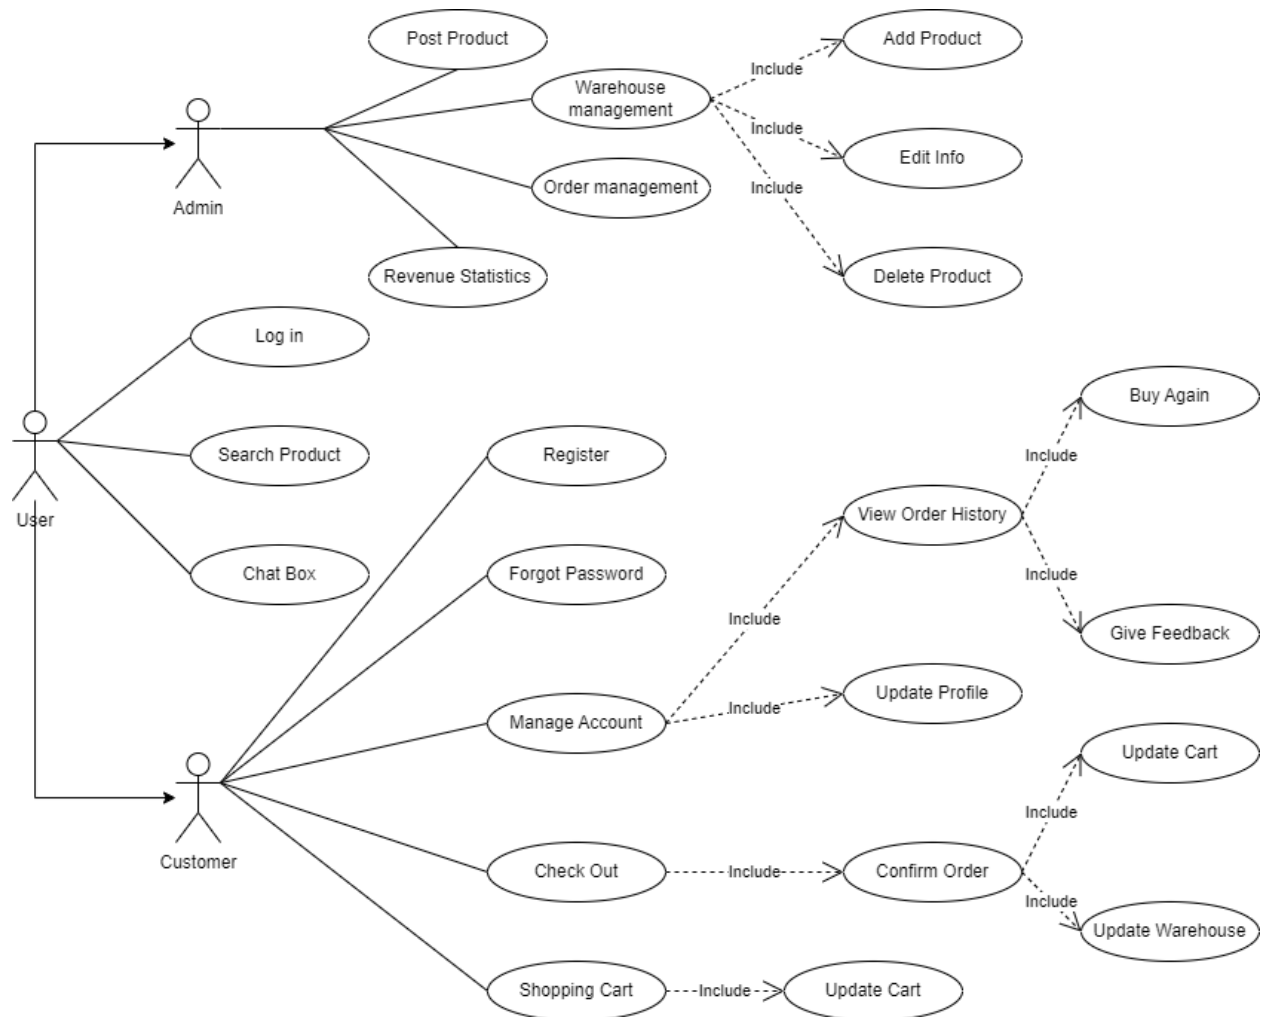 Post Product
Add Product
Include
Warehouse
management
Include
Edit Info
Include
Order management
Admin
Revenue Statistics
Delete Product
Log in
Buy Again
Search Product
Register
Include
View Order History
User
Chat Box
Forgot Password
Include
Include
Give Feedback
Update Profile
Include
Manage Account
Update Cart
Include
Customer
Check Out
Include
Confirm Order
Include
Update Warehouse
Shopping Cart
Include
Update Cart